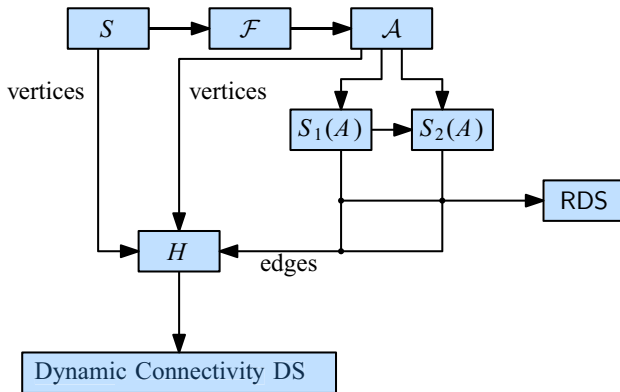 S
ℱ
𝒜
vertices
vertices
S₁(A)
S₂(A)
RDS
H
edges
Dynamic Connectivity DS